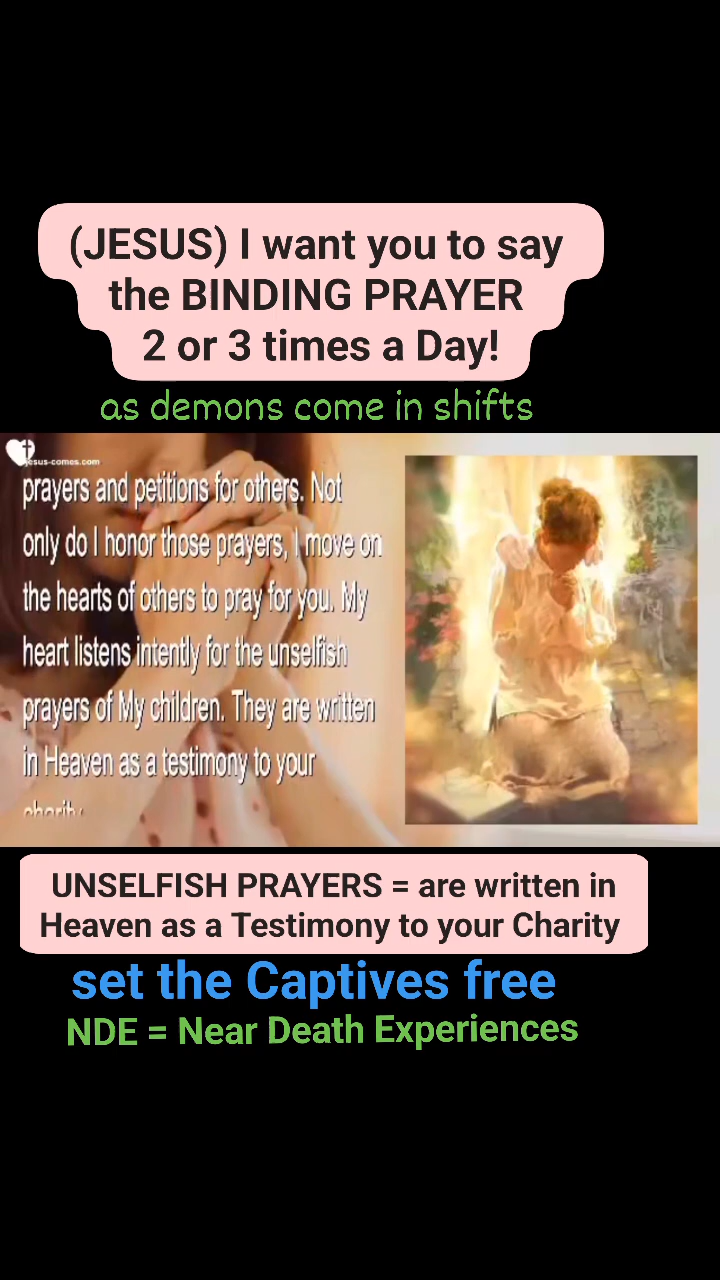 (JESUS) I want you to say
the BINDING PRAYER
2 or 3 times a Day!
as demons come in shifts
jesus-comes.com
prayers and petitions for others. Not
only do I honor those prayers, I move on
the hearts of others to pray for you. My
heart listens intently for the unselfish
prayers of My children. They are written
in Heaven as a testimony to your
UNSELFISH PRAYERS = are written in
Heaven as a Testimony to your Charity
set the Captives free
NDE = Near Death Experiences